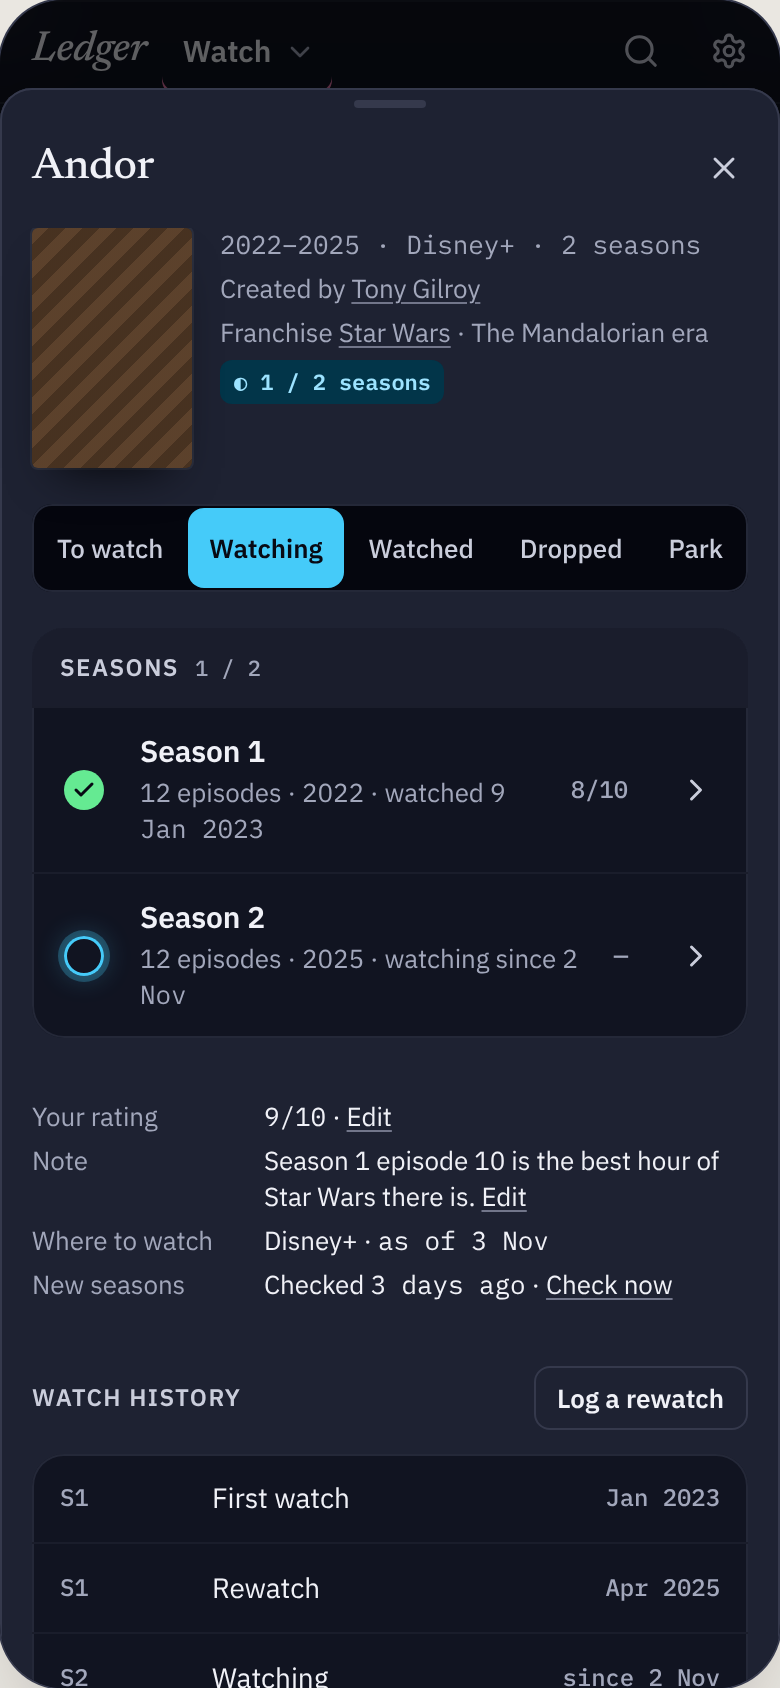 Ledger Watch
Andor
2022–2025 · Disney+ · 2 seasons
Created by Tony Gilroy
Franchise Star Wars · The Mandalorian era
◐ 1 / 2 seasons
To watch Watching Watched Dropped Park
SEASONS 1 / 2
Season 1
12 episodes · 2022 · watched 9
Jan 2023
8/10
Season 2
12 episodes · 2025 · watching since 2
Nov
–
Your rating 9/10 · Edit
Note Season 1 episode 10 is the best hour of
Star Wars there is. Edit
Where to watch Disney+ · as of 3 Nov
New seasons Checked 3 days ago · Check now
WATCH HISTORY Log a rewatch
S1 First watch Jan 2023
S1 Rewatch Apr 2025
S2 Watching since 2 Nov